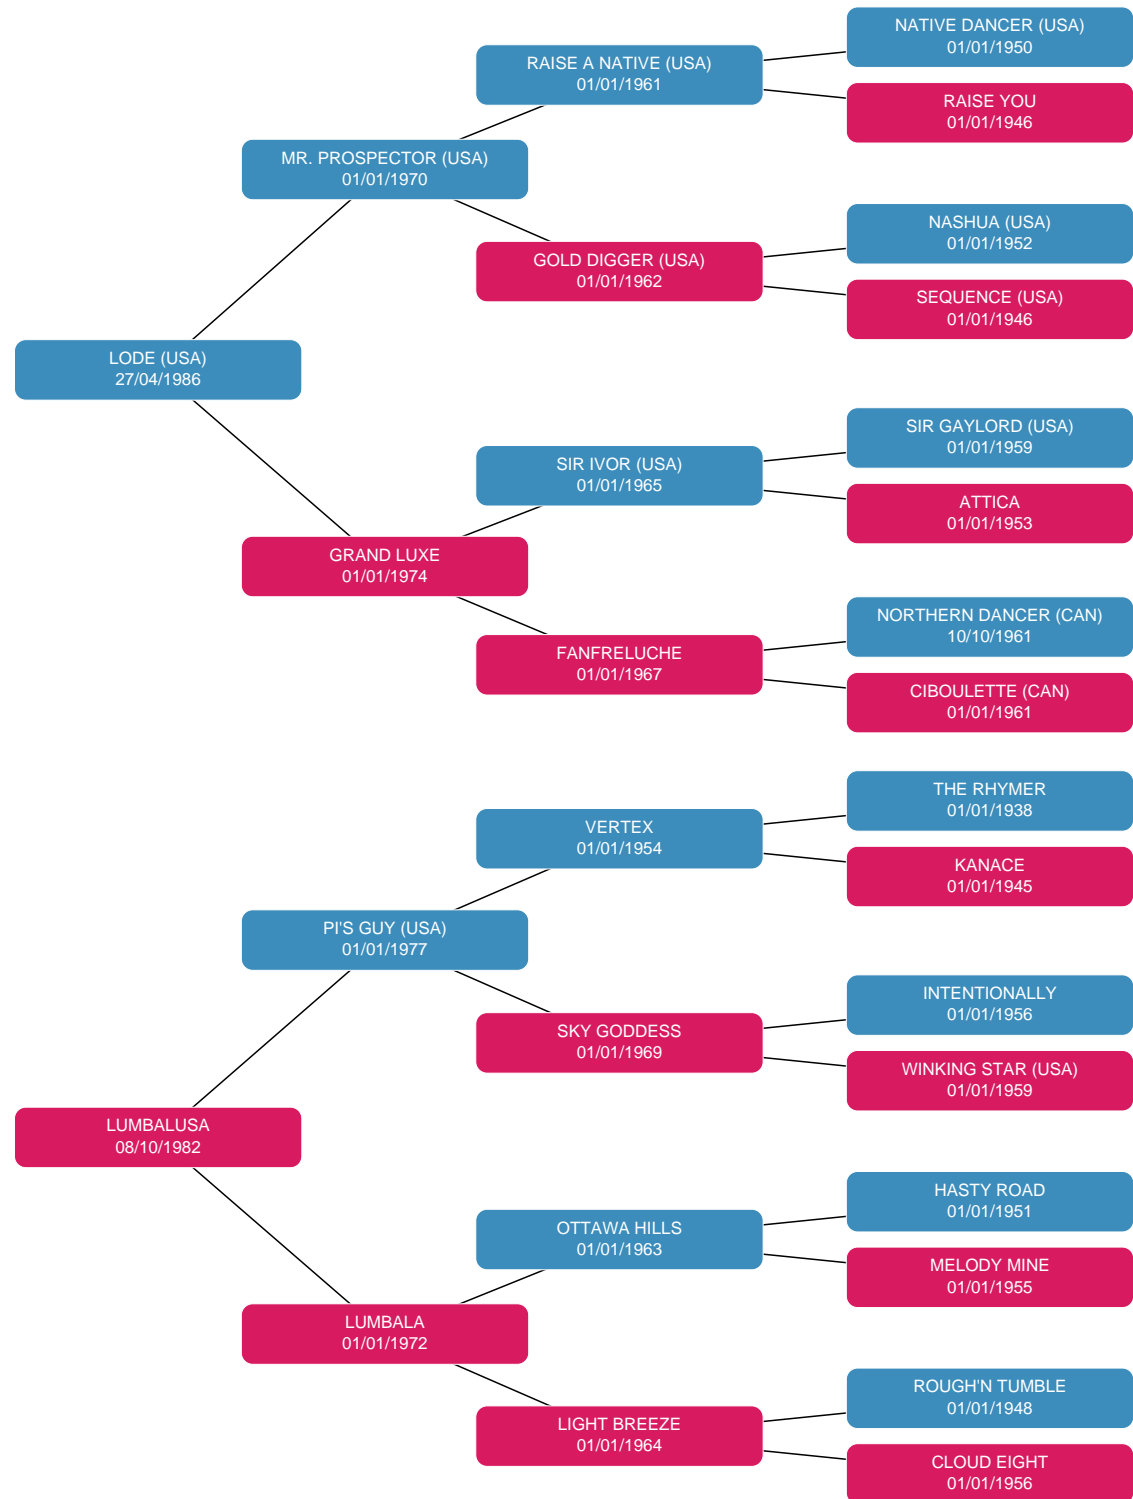 NATIVE DANCER (USA)
01/01/1950
RAISE A NATIVE (USA)
01/01/1961
RAISE YOU
01/01/1946
MR. PROSPECTOR (USA)
01/01/1970
NASHUA (USA)
01/01/1952
GOLD DIGGER (USA)
01/01/1962
SEQUENCE (USA)
01/01/1946
LODE (USA)
27/04/1986
SIR GAYLORD (USA)
01/01/1959
SIR IVOR (USA)
01/01/1965
ATTICA
01/01/1953
GRAND LUXE
01/01/1974
NORTHERN DANCER (CAN)
10/10/1961
FANFRELUCHE
01/01/1967
CIBOULETTE (CAN)
01/01/1961
THE RHYMER
01/01/1938
VERTEX
01/01/1954
KANACE
01/01/1945
PI'S GUY (USA)
01/01/1977
INTENTIONALLY
01/01/1956
SKY GODDESS
01/01/1969
WINKING STAR (USA)
01/01/1959
LUMBALUSA
08/10/1982
HASTY ROAD
01/01/1951
OTTAWA HILLS
01/01/1963
MELODY MINE
01/01/1955
LUMBALA
01/01/1972
ROUGH'N TUMBLE
01/01/1948
LIGHT BREEZE
01/01/1964
CLOUD EIGHT
01/01/1956